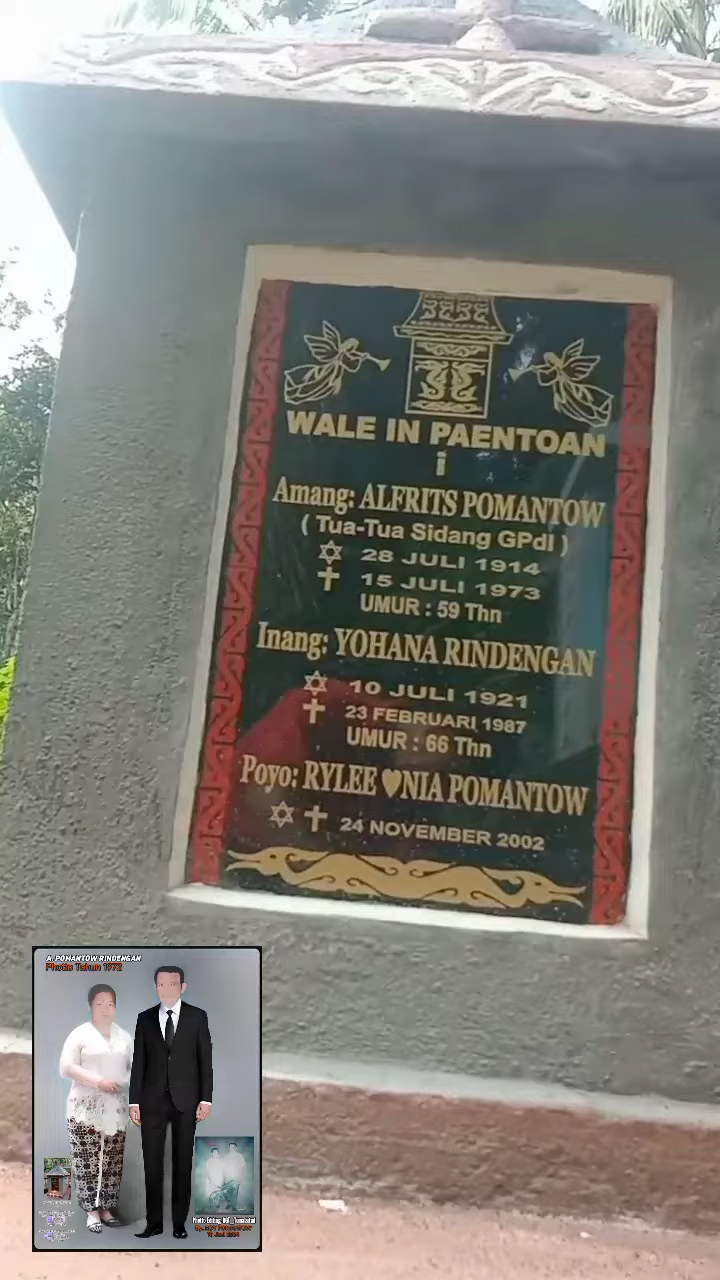 WALE IN PAENTOAN
i
Amang: ALFRITS POMANTOW
( Tua-Tua Sidang GPdI )
✡ 28 JULI 1914
✝ 15 JULI 1973
UMUR : 59 Thn
Inang: YOHANA RINDENGAN
✡ 10 JULI 1921
✝ 23 FEBRUARI 1987
UMUR : 66 Thn
Poyo: RYLEE ♥NIA POMANTOW
✡ ✝ 24 NOVEMBER 2002
A. POMANTOW RINDENGAN
Photo Tahun 1972